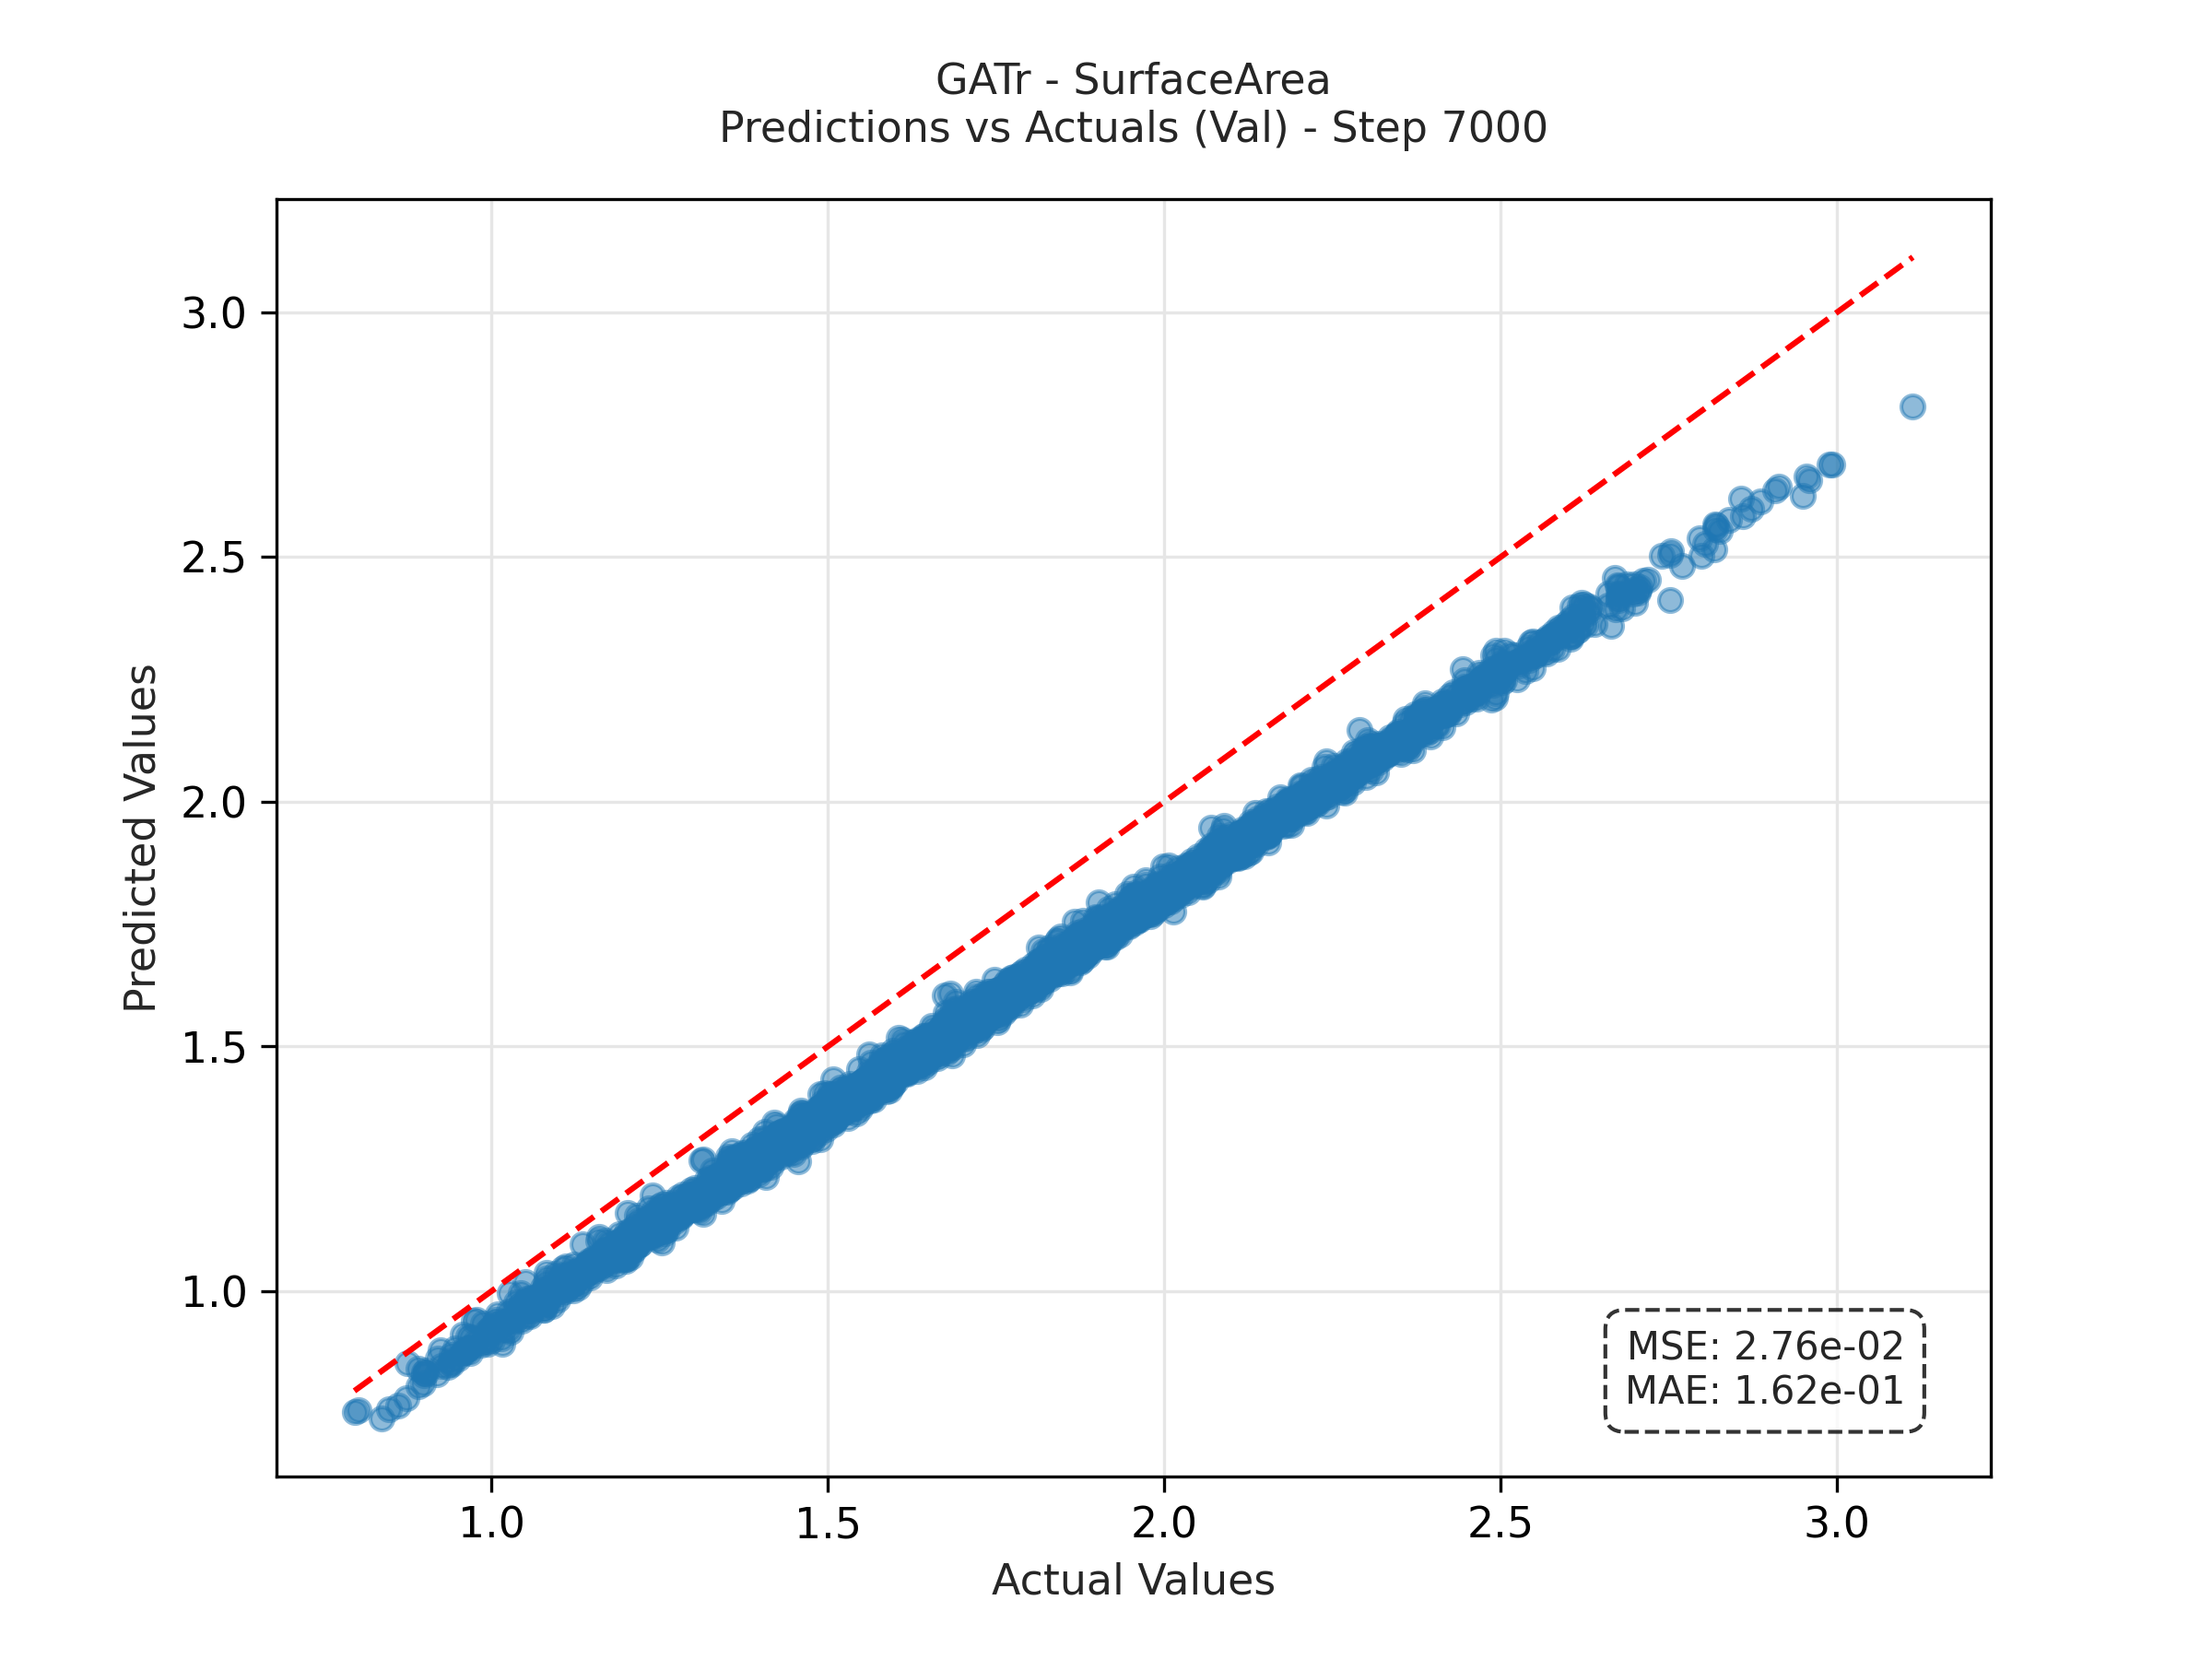 GATr - SurfaceArea
Predictions vs Actuals (Val) - Step 7000
Predicted Values
3.0
2.5
2.0
1.5
1.0
MSE: 2.76e-02
MAE: 1.62e-01
1.0 1.5 2.0 2.5 3.0
Actual Values